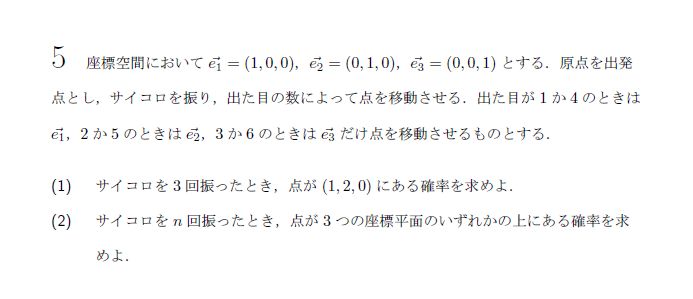 5 座標空間において $\vec{e_1} = (1, 0, 0)$, $\vec{e_2} = (0, 1, 0)$, $\vec{e_3} = (0, 0, 1)$ とする．原点を出発
点とし，サイコロを振り，出た目の数によって点を移動させる．出た目が 1 か 4 のときは
$\vec{e_1}$，2 か 5 のときは $\vec{e_2}$，3 か 6 のときは $\vec{e_3}$ だけ点を移動させるものとする．
(1) サイコロを 3 回振ったとき，点が (1, 2, 0) にある確率を求めよ．
(2) サイコロを $n$ 回振ったとき，点が 3 つの座標平面のいずれかの上にある確率を求
めよ．